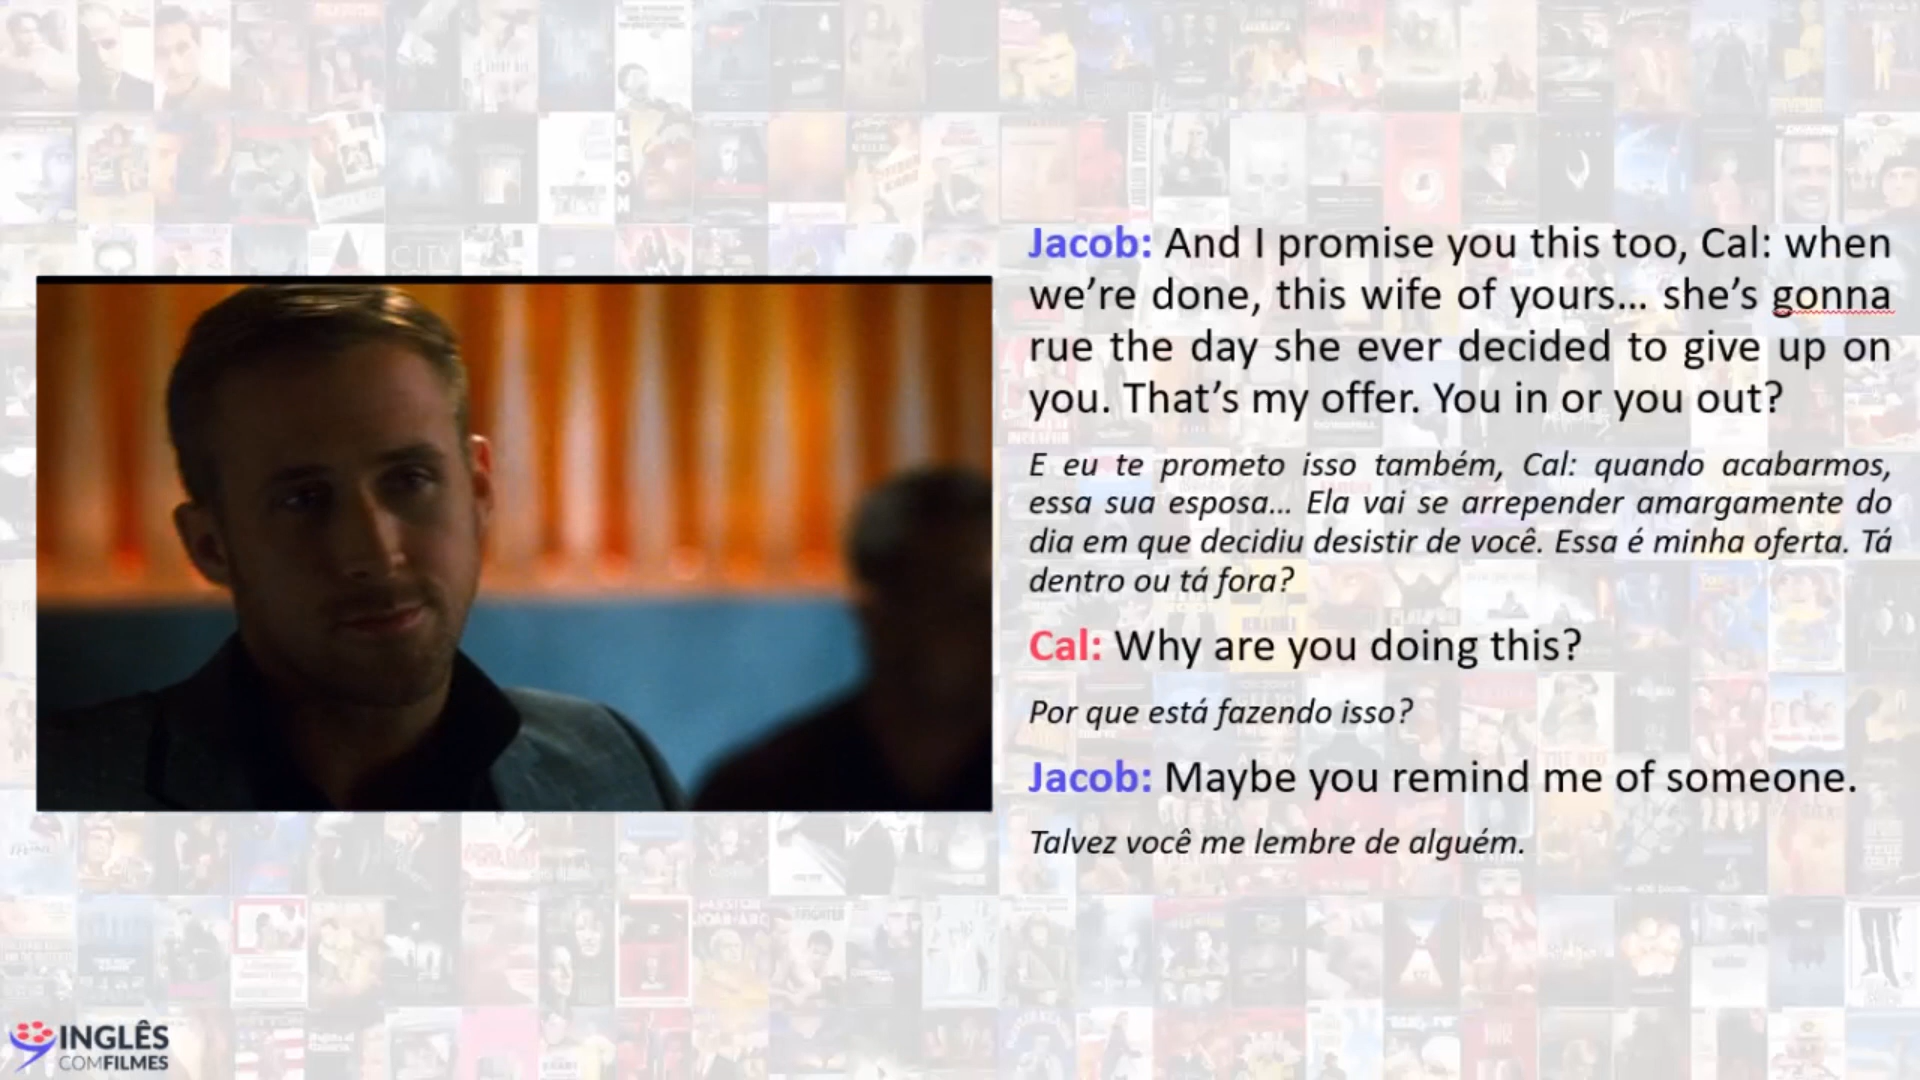 Jacob: And I promise you this too, Cal: when
we’re done, this wife of yours... she’s gonna
rue the day she ever decided to give up on
you. That’s my offer. You in or you out?
E eu te prometo isso também, Cal: quando acabarmos,
essa sua esposa... Ela vai se arrepender amargamente do
dia em que decidiu desistir de você. Essa é minha oferta. Tá
dentro ou tá fora?
Cal: Why are you doing this?
Por que está fazendo isso?
Jacob: Maybe you remind me of someone.
Talvez você me lembre de alguém.
INGLÊS
COMFILMES